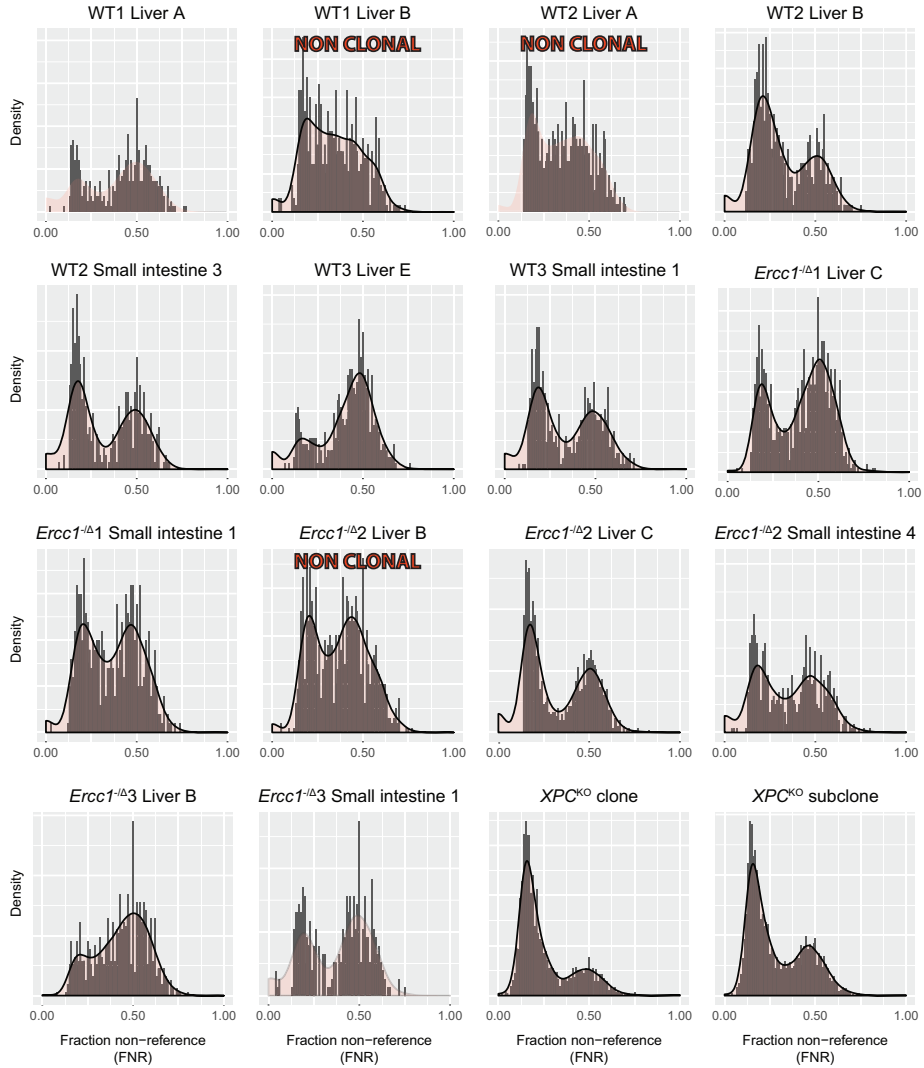 WT1 Liver A
WT1 Liver B
WT2 Liver A
WT2 Liver B
NON CLONAL
NON CLONAL
Density
0.00 0.50 1.00
0.00 0.50 1.00
0.00 0.50 1.00
0.00 0.50 1.00
WT2 Small intestine 3
WT3 Liver E
WT3 Small intestine 1
Ercc1-/Δ1 Liver C
Density
0.00 0.50 1.00
0.00 0.50 1.00
0.00 0.50 1.00
0.00 0.50 1.00
Ercc1-/Δ1 Small intestine 1
Ercc1-/Δ2 Liver B
Ercc1-/Δ2 Liver C
Ercc1-/Δ2 Small intestine 4
NON CLONAL
Density
0.00 0.50 1.00
0.00 0.50 1.00
0.00 0.50 1.00
0.00 0.50 1.00
Ercc1-/Δ3 Liver B
Ercc1-/Δ3 Small intestine 1
XPCKO clone
XPCKO subclone
Density
0.00 0.50 1.00
0.00 0.50 1.00
0.00 0.50 1.00
0.00 0.50 1.00
Fraction non−reference
(FNR)
Fraction non−reference
(FNR)
Fraction non−reference
(FNR)
Fraction non−reference
(FNR)